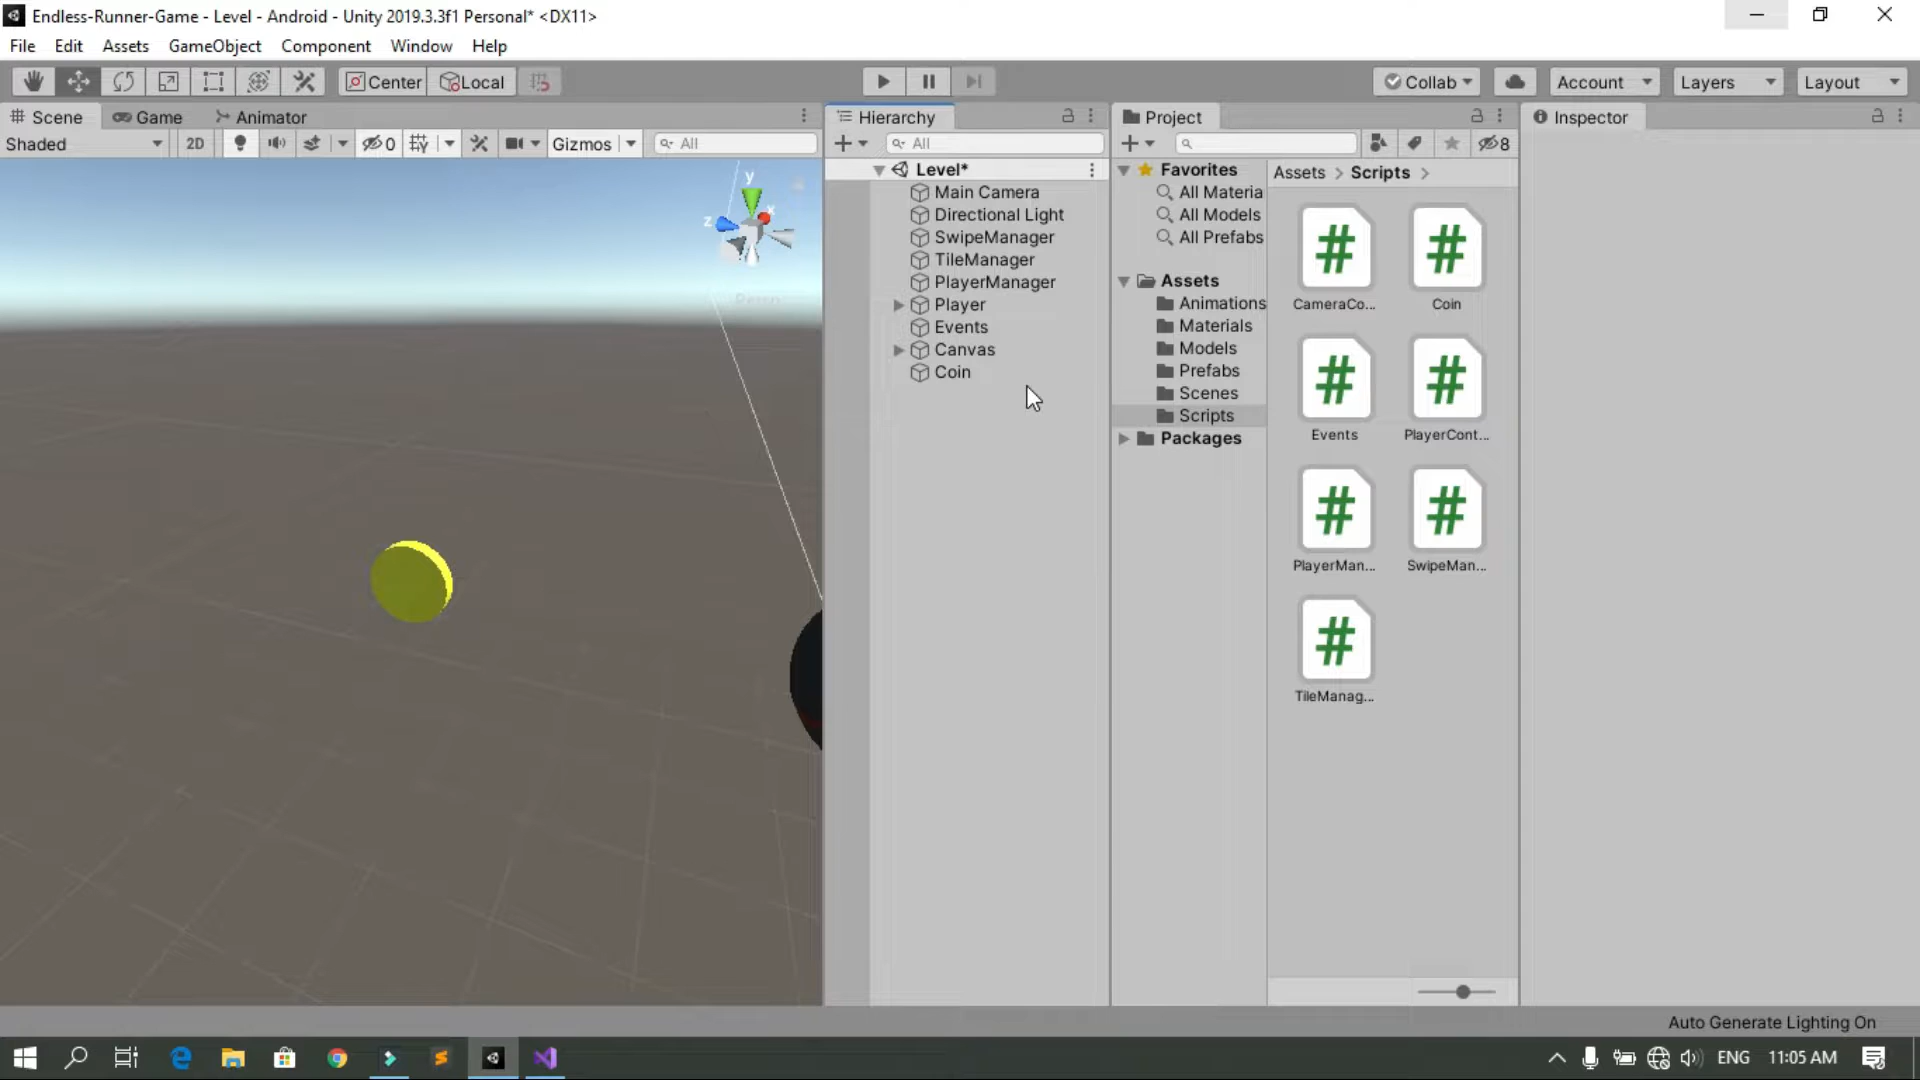 Endless-Runner-Game - Level - Android - Unity 2019.3.3f1 Personal* <DX11>
File Edit Assets GameObject Component Window Help
Center Local Collab Account Layers Layout
Scene Game Animator
Shaded 2D 0 Gizmos All
y
x
z
Hierarchy
All
Level*
Main Camera
Directional Light
SwipeManager
TileManager
PlayerManager
Player
Events
Canvas
Coin
Project
8
Favorites
All Materia
All Models
All Prefabs
Assets
Animations
Materials
Models
Prefabs
Scenes
Scripts
Packages
Assets > Scripts >
CameraCo... Coin
Events PlayerCont...
PlayerMan... SwipeMan...
TileManag...
Inspector
Auto Generate Lighting On
ENG 11:05 AM